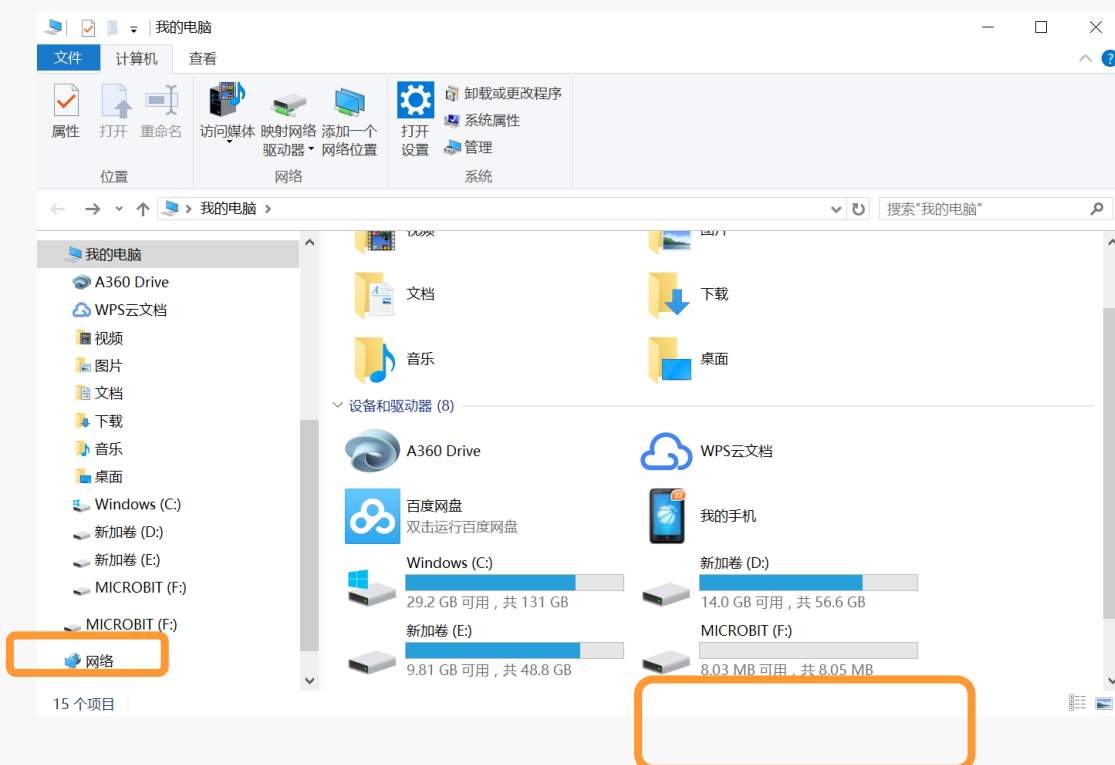 我的电脑
文件 计算机 查看
属性 打开 重命名 访问媒体 映射网络驱动器 添加一个网络位置 打开设置
卸载或更改程序
系统属性
管理
位置 网络 系统
我的电脑
搜索"我的电脑"
我的电脑
A360 Drive
WPS云文档
视频
图片
文档
下载
音乐
桌面
Windows (C:)
新加卷 (D:)
新加卷 (E:)
MICROBIT (F:)
MICROBIT (F:)
网络
视频 图片
文档 下载
音乐 桌面
设备和驱动器 (8)
A360 Drive
WPS云文档
百度网盘
双击运行百度网盘
22
我的手机
Windows (C:)
29.2 GB 可用，共 131 GB
新加卷 (D:)
14.0 GB 可用，共 56.6 GB
新加卷 (E:)
9.81 GB 可用，共 48.8 GB
MICROBIT (F:)
8.03 MB 可用，共 8.05 MB
15 个项目